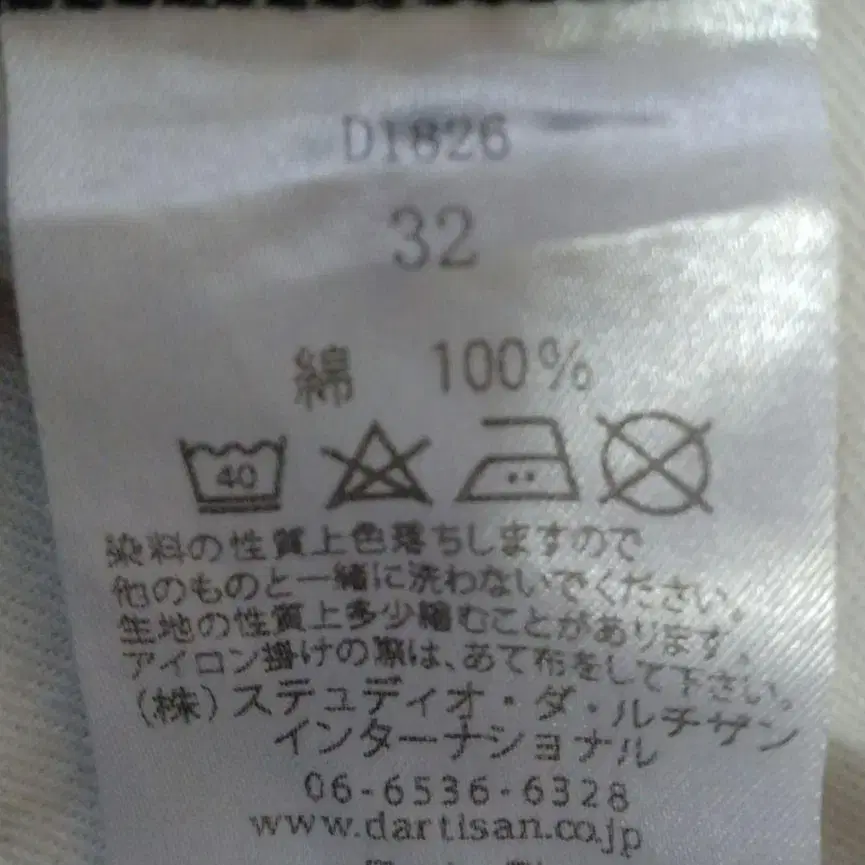 D1826
32
綿 100%
40
染料の性質上色落ちしますので
他のものと一緒に洗わないでください。
生地の性質上多少縮むことがあります。
アイロン掛けの際は、あて布をして下さい。
(株)ステュディオ・ダ・ルチザン
インターナショナル
06-6536-6328
www.dartisan.co.jp